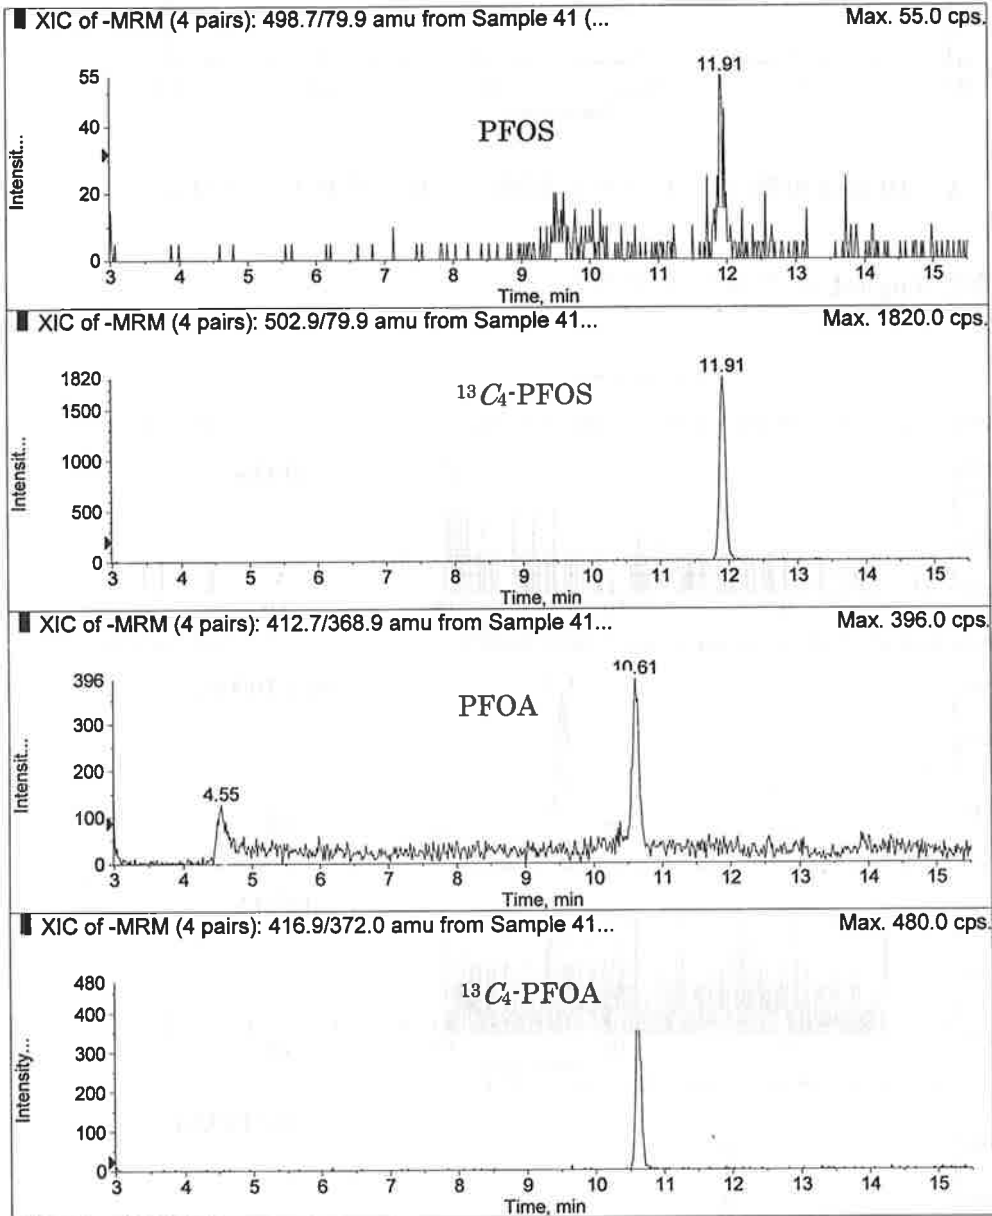 XIC of -MRM (4 pairs): 498.7/79.9 amu from Sample 41 (... Max. 55.0 cps.
11.91
55
40
20
0
PFOS
Intensit...
3 4 5 6 7 8 9 10 11 12 13 14 15
Time, min
XIC of -MRM (4 pairs): 502.9/79.9 amu from Sample 41... Max. 1820.0 cps.
11.91
1820
1500
1000
500
0
¹³C₄-PFOS
Intensit...
3 4 5 6 7 8 9 10 11 12 13 14 15
Time, min
XIC of -MRM (4 pairs): 412.7/368.9 amu from Sample 41... Max. 396.0 cps.
10.61
396
300
200
100
0
PFOA
4.55
Intensit...
3 4 5 6 7 8 9 10 11 12 13 14 15
Time, min
XIC of -MRM (4 pairs): 416.9/372.0 amu from Sample 41... Max. 480.0 cps.
480
400
300
200
100
0
¹³C₄-PFOA
Intensity...
3 4 5 6 7 8 9 10 11 12 13 14 15
Time, min